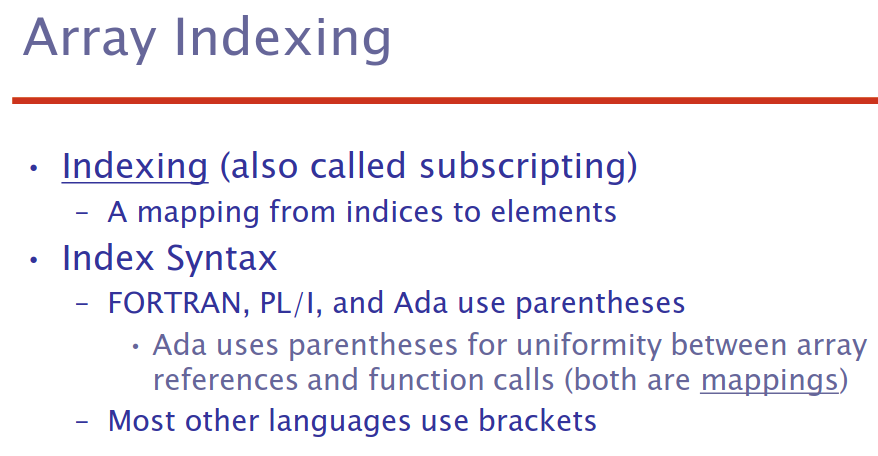 Array Indexing
• Indexing (also called subscripting)
– A mapping from indices to elements
• Index Syntax
– FORTRAN, PL/I, and Ada use parentheses
• Ada uses parentheses for uniformity between array
references and function calls (both are mappings)
– Most other languages use brackets